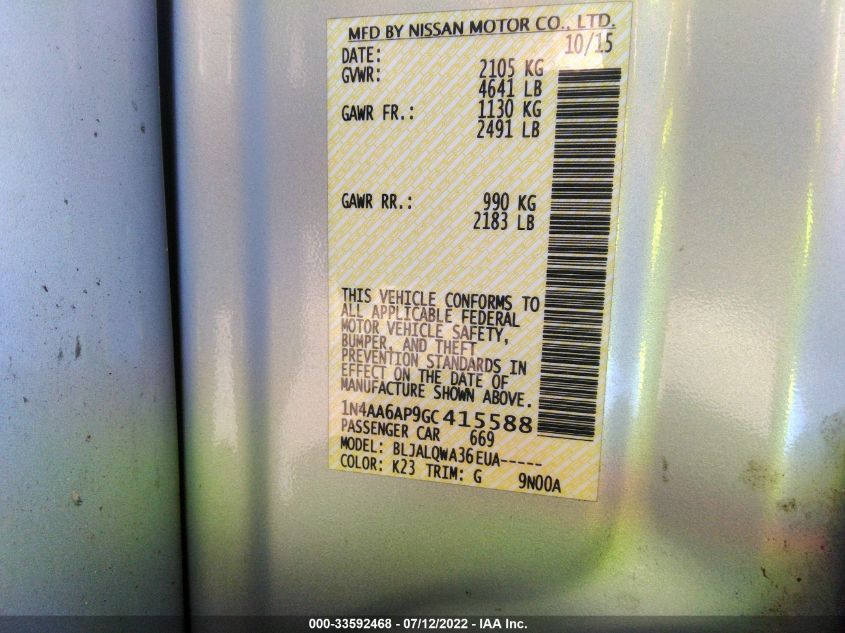 MFD BY NISSAN MOTOR CO., LTD.
DATE: 10/15
GVWR: 2105 KG
4641 LB
GAWR FR.: 1130 KG
2491 LB
GAWR RR.: 990 KG
2183 LB
THIS VEHICLE CONFORMS TO
ALL APPLICABLE FEDERAL
MOTOR VEHICLE SAFETY,
BUMPER, AND THEFT
PREVENTION STANDARDS IN
EFFECT ON THE DATE OF
MANUFACTURE SHOWN ABOVE.
1N4AA6AP9GC415588
PASSENGER CAR 669
MODEL: BLJALQWA36EUA-----
COLOR: K23 TRIM: G 9N00A
000-33592468 - 07/12/2022 - IAA Inc.